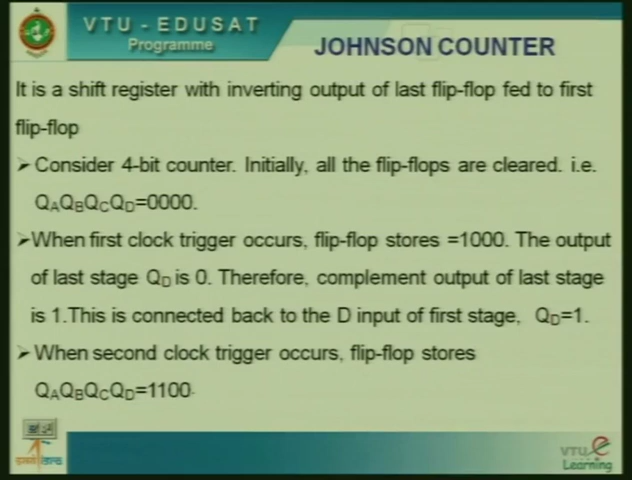 VTU - EDUSAT
Programme
JOHNSON COUNTER
It is a shift register with inverting output of last flip-flop fed to first
flip-flop
➢ Consider 4-bit counter. Initially, all the flip-flops are cleared. i.e.
QAQBQCQD=0000.
➢When first clock trigger occurs, flip-flop stores =1000. The output
of last stage QD is 0. Therefore, complement output of last stage
is 1.This is connected back to the D input of first stage, QD=1.
➢ When second clock trigger occurs, flip-flop stores
QAQBQCQD=1100
VTU e
Learning